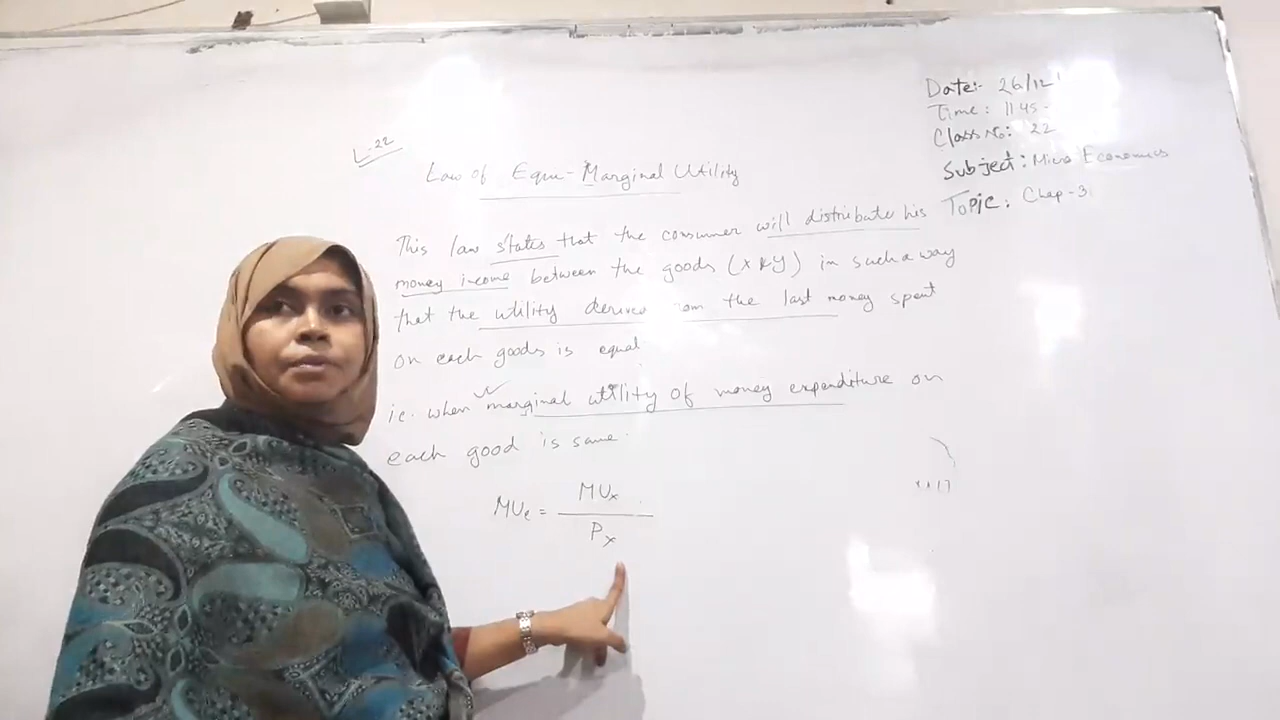 L-22
Law of Equi-Marginal Utility
This law states that the consumer will distribute his
money income between the goods (X & Y) in such a way
that the utility derived from the last money spent
on each goods is equal
i.e. when marginal utility of money expenditure on
each good is same.
MUe = MUx
Px
Date:- 26/12
Time: 11 45-
Class No: 22
Subject: Micro Economics
Topic: Chap-3